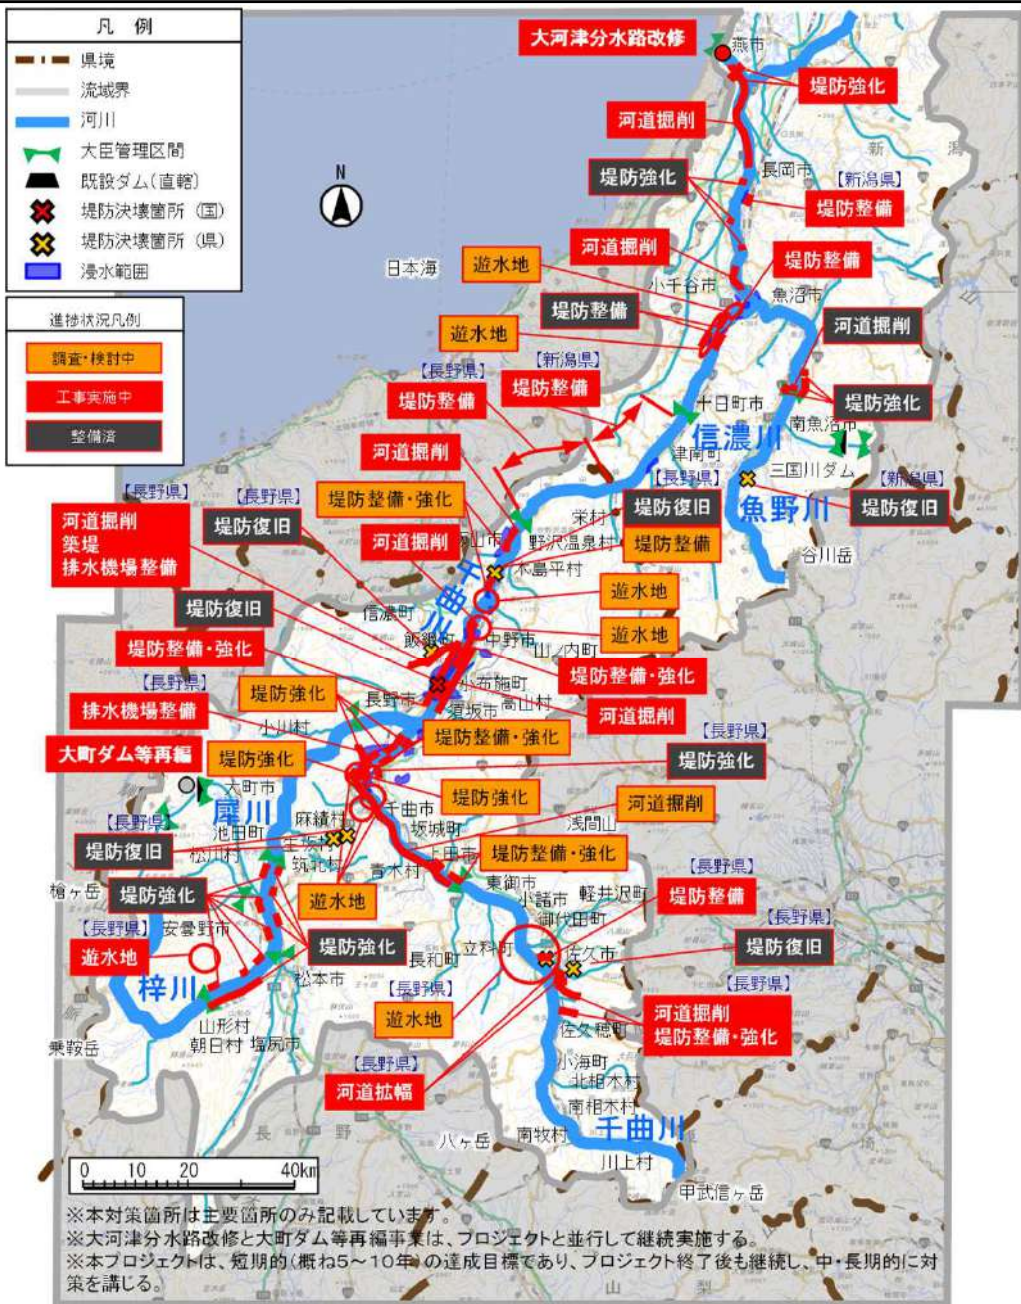 凡 例
県境
流域界
河川
大臣管理区間
既設ダム(直轄)
堤防決壊箇所（国）
堤防決壊箇所（県）
浸水範囲
進捗状況凡例
調査・検討中
工事実施中
整備済
N
日本海
大河津分水路改修
燕市
堤防強化
河道掘削
長岡市
新
潟
堤防強化
【新潟県】
堤防整備
河道掘削
堤防整備
遊水地
小千谷市
魚沼市
堤防整備
河道掘削
遊水地
【長野県】
堤防整備
【新潟県】
堤防整備
堤防強化
十日町市
信濃川
南魚沼市
津南町
三国川ダム
河道掘削
【長野県】
堤防復旧
【新潟県】
堤防復旧
魚野川
谷川岳
【長野県】
河道掘削
築堤
排水機場整備
【長野県】
堤防復旧
堤防整備・強化
栄村
堤防整備
河道掘削
野沢温泉村
木島平村
遊水地
堤防復旧
信濃町
飯綱町
中野市
山ノ内町
遊水地
堤防整備・強化
堤防整備・強化
小布施町
長野市
須坂市
高山村
河道掘削
【長野県】
排水機場整備
堤防強化
小川村
堤防整備・強化
【長野県】
堤防強化
大町ダム等再編
堤防強化
大町市
犀川
千曲市
堤防強化
河道掘削
浅間山
麻績村
坂城町
池田町
生坂村
【長野県】
堤防復旧
松川村
筑北村
青木村
上田市
堤防整備・強化
東御市
【長野県】
堤防整備
槍ヶ岳
堤防強化
遊水地
小諸市
軽井沢町
御代田町
【長野県】
遊水地
安曇野市
堤防強化
長和町
立科町
佐久市
【長野県】
堤防復旧
梓川
松本市
【長野県】
遊水地
【長野県】
河道掘削
堤防整備・強化
佐久穂町
乗鞍岳
山形村
朝日村
塩尻市
【長野県】
河道拡幅
小海町
北相木村
南相木村
長
野
八ヶ岳
南牧村
千曲川
川上村
甲武信ヶ岳
埼
0 10 20 40km
※本対策箇所は主要箇所のみ記載しています。
※大河津分水路改修と大町ダム等再編事業は、プロジェクトと並行して継続実施する。
※本プロジェクトは、短期的（概ね5～10年）の達成目標であり、プロジェクト終了後も継続し、中・長期的に対
策を講じる。
山
梨